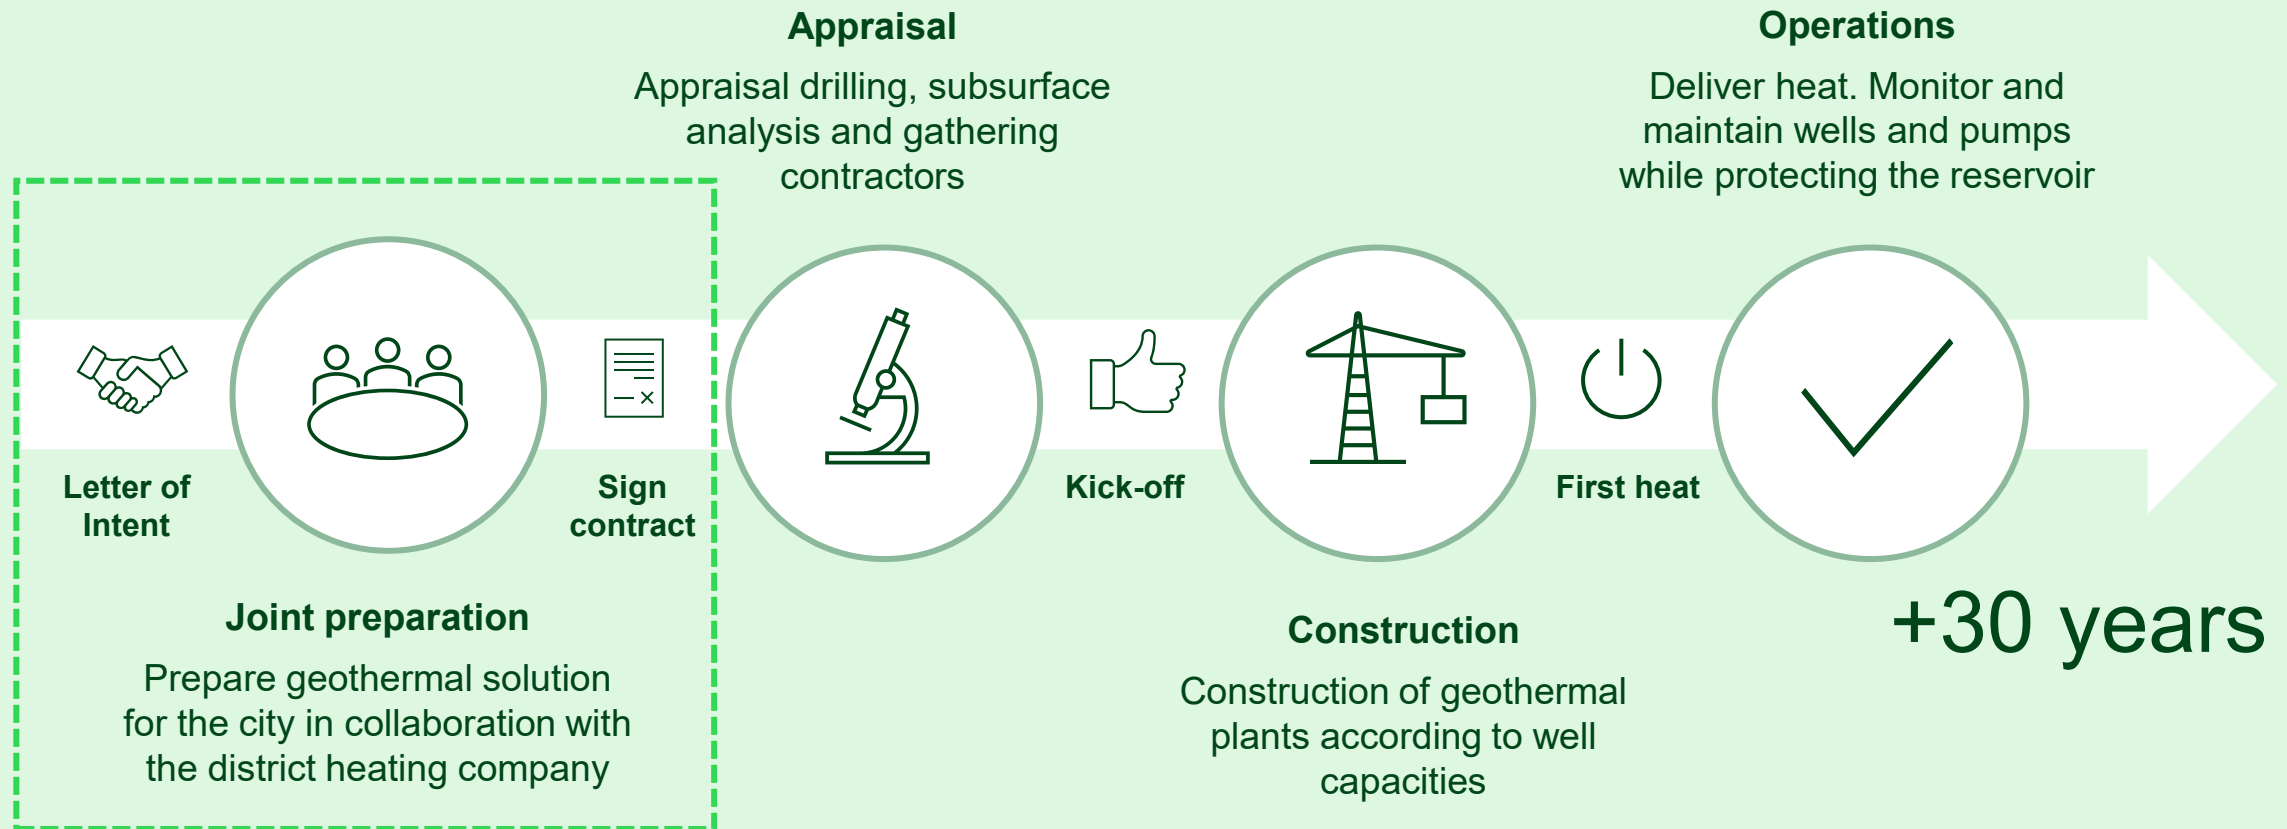 Appraisal
Appraisal drilling, subsurface
analysis and gathering
contractors
Operations
Deliver heat. Monitor and
maintain wells and pumps
while protecting the reservoir
Letter of
Intent
Sign
contract
Kick-off
First heat
Joint preparation
Prepare geothermal solution
for the city in collaboration with
the district heating company
Construction
Construction of geothermal
plants according to well
capacities
+30 years